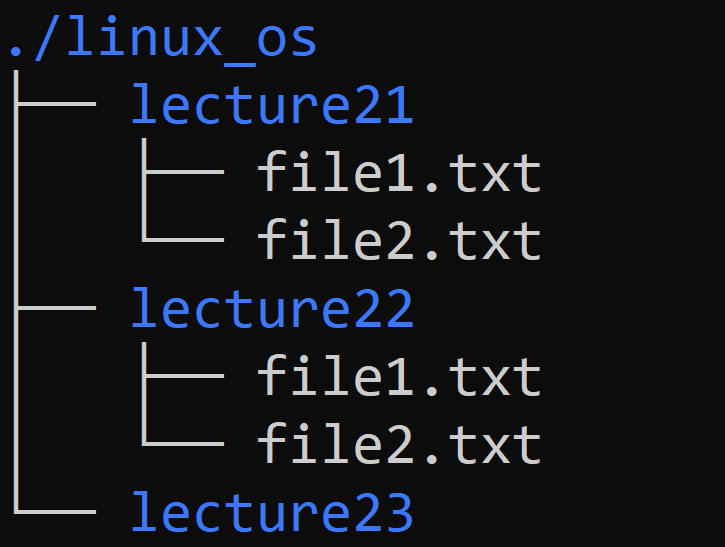 ./linux_os
├── lecture21
│   ├── file1.txt
│   └── file2.txt
├── lecture22
│   ├── file1.txt
│   └── file2.txt
└── lecture23